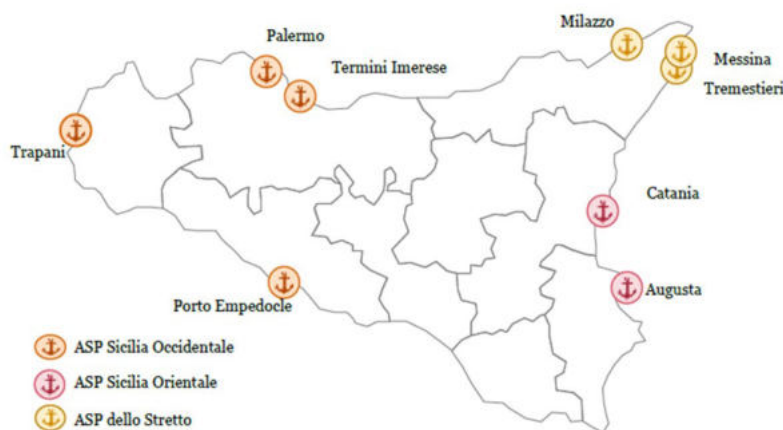 Palermo
Milazzo
Termini Imerese
Messina
Tremestieri
Trapani
Catania
Porto Empedocle
Augusta
ASP Sicilia Occidentale
ASP Sicilia Orientale
ASP dello Stretto